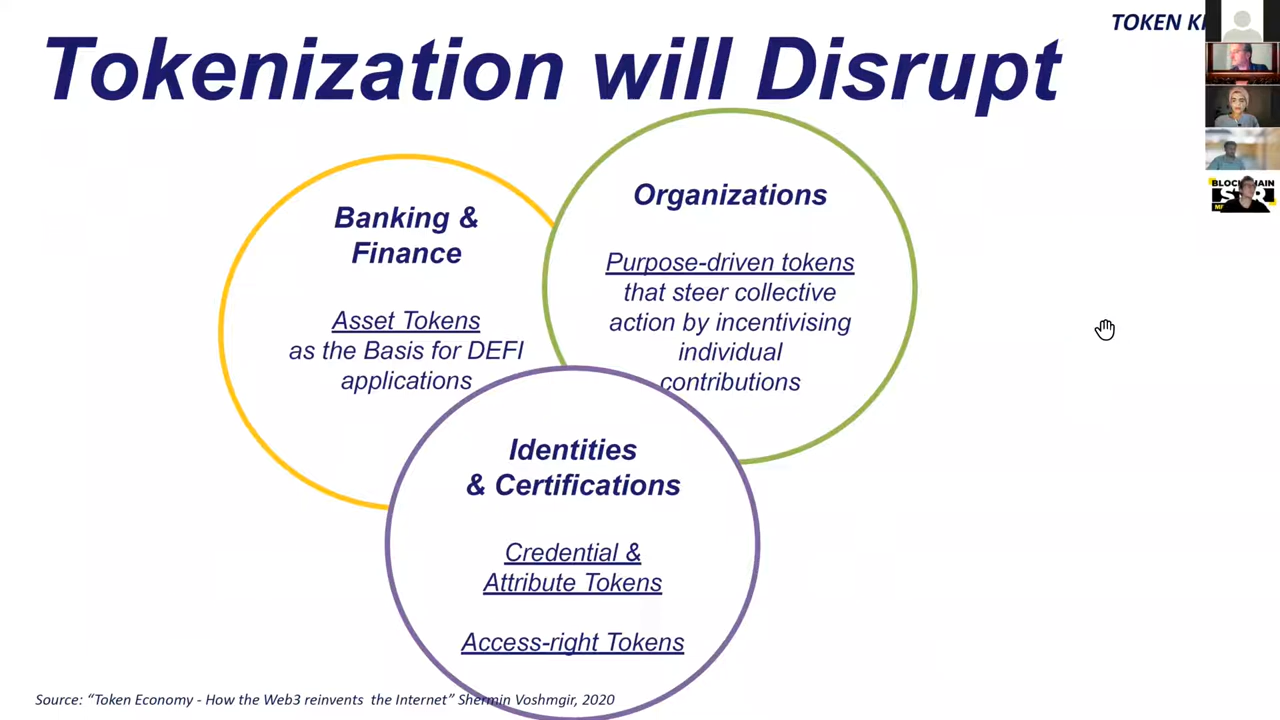 TOKEN
Tokenization will Disrupt
Banking &
Finance
Asset Tokens
as the Basis for DEFI
applications
Organizations
Purpose-driven tokens
that steer collective
action by incentivising
individual
contributions
Identities
& Certifications
Credential &
Attribute Tokens
Access-right Tokens
Source: “Token Economy - How the Web3 reinvents the Internet” Shermin Voshmgir, 2020